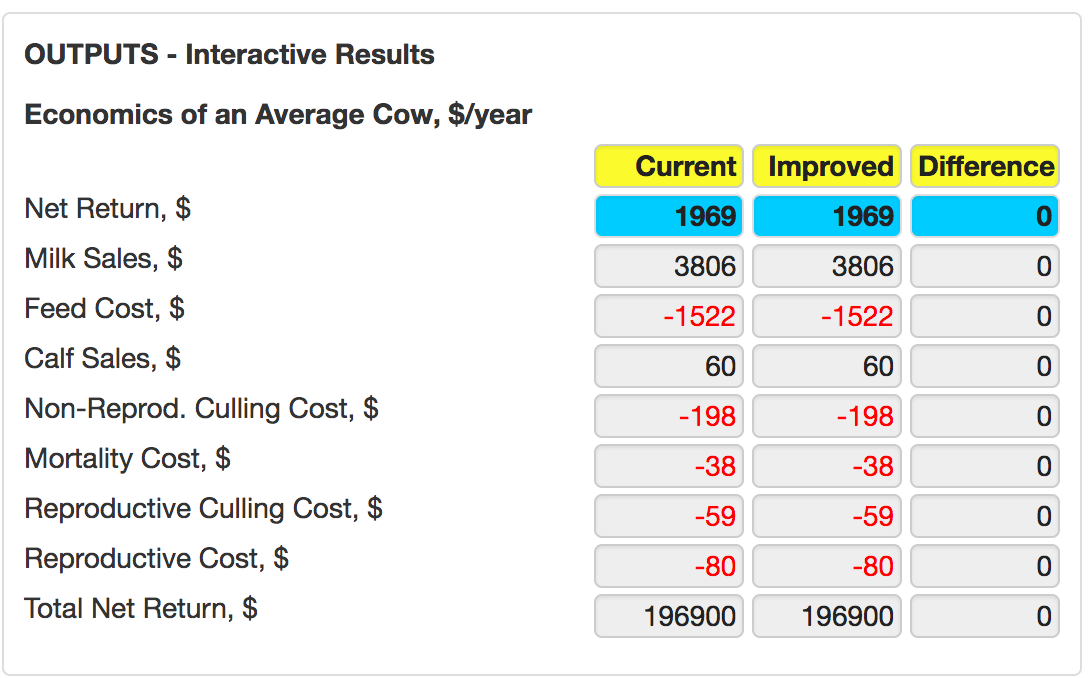 OUTPUTS - Interactive Results
Economics of an Average Cow, $/year
Current Improved Difference
Net Return, $ 1969 1969 0
Milk Sales, $ 3806 3806 0
Feed Cost, $ -1522 -1522 0
Calf Sales, $ 60 60 0
Non-Reprod. Culling Cost, $ -198 -198 0
Mortality Cost, $ -38 -38 0
Reproductive Culling Cost, $ -59 -59 0
Reproductive Cost, $ -80 -80 0
Total Net Return, $ 196900 196900 0